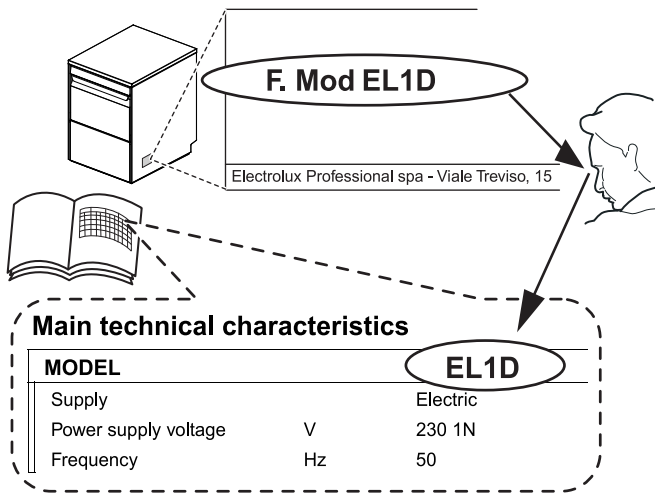 F. Mod EL1D
Electrolux Professional spa - Viale Treviso, 15
Main technical characteristics
MODEL EL1D
Supply Electric
Power supply voltage V 230 1N
Frequency Hz 50